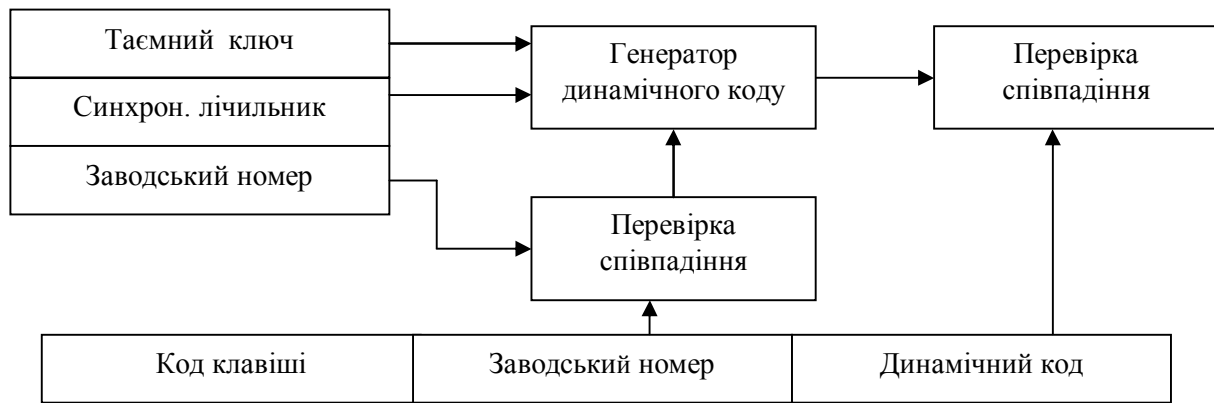 Таємний ключ
Синхрон. лічильник
Заводський номер
Генератор
динамічного коду
Перевірка
співпадіння
Перевірка
співпадіння
Код клавіші
Заводський номер
Динамічний код